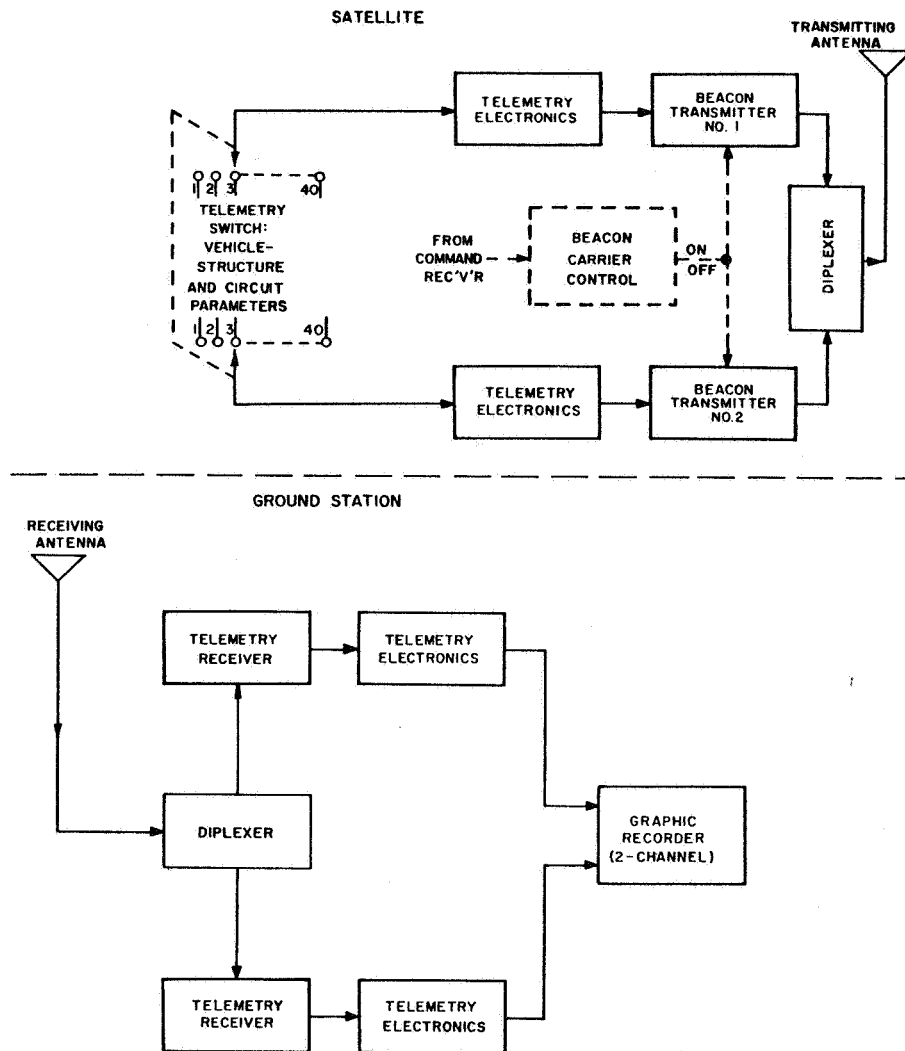 SATELLITE
TRANSMITTING
ANTENNA
TELEMETRY
ELECTRONICS
BEACON
TRANSMITTER
NO. 1
1 2 3 40
TELEMETRY
SWITCH:
VEHICLE-
STRUCTURE
AND CIRCUIT
PARAMETERS
1 2 3 40
FROM
COMMAND
REC'V'R
BEACON
CARRIER
CONTROL
ON
OFF
DIPLEXER
TELEMETRY
ELECTRONICS
BEACON
TRANSMITTER
NO.2
GROUND STATION
RECEIVING
ANTENNA
TELEMETRY
RECEIVER
TELEMETRY
ELECTRONICS
DIPLEXER
GRAPHIC
RECORDER
(2-CHANNEL)
TELEMETRY
RECEIVER
TELEMETRY
ELECTRONICS